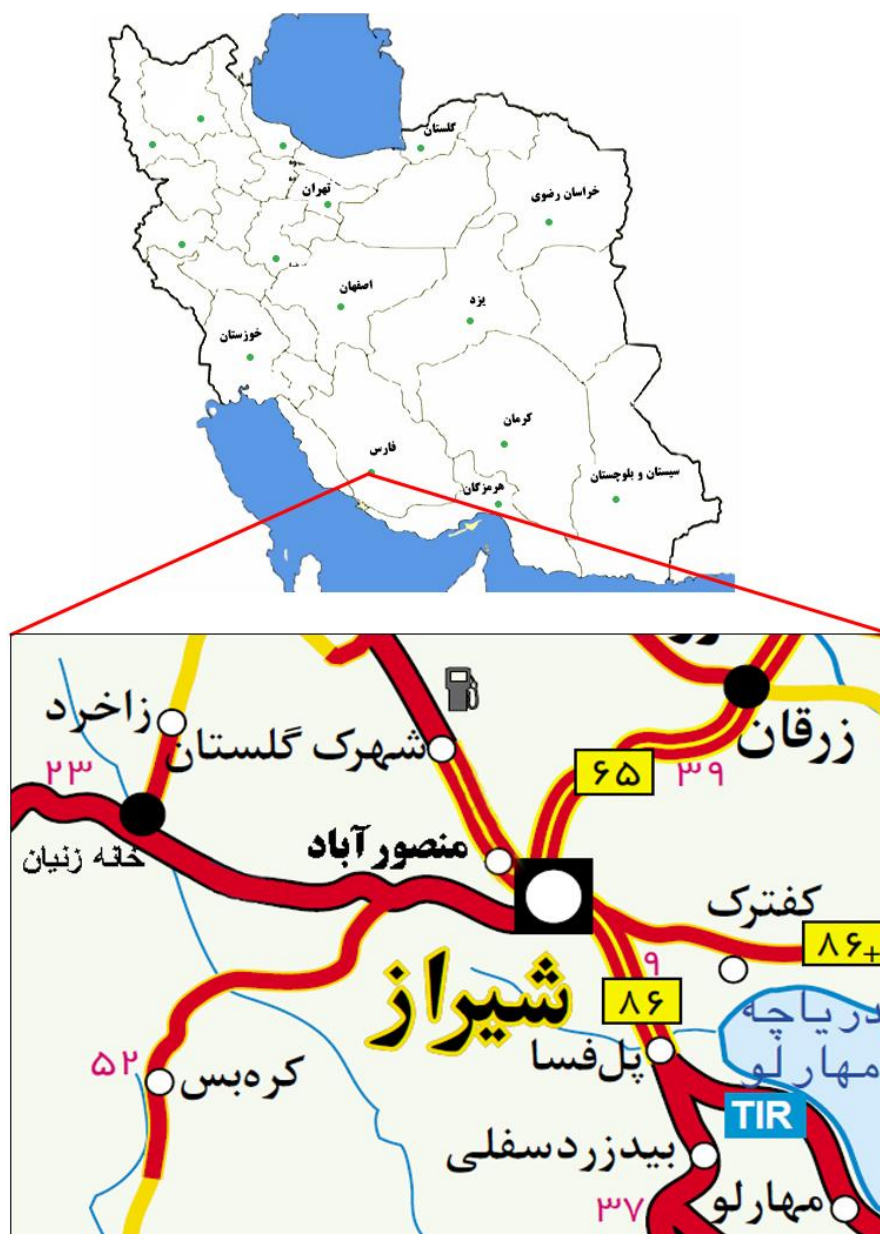 گلستان
تهران
خراسان رضوی
اصفهان
یزد
خوزستان
کرمان
فارس
سیستان و بلوچستان
هرمزگان
زاخرد
شهرک گلستان
زرقان
۲۳
۶۵
۳۹
خانه زنیان
منصورآباد
کفترک
۸۶+
شیراز
۹
۸۶
دریاچه
مهارلو
پل‌فسا
۵۲
کره‌بس
TIR
بیدزردسفلی
مهارلو
۳۷